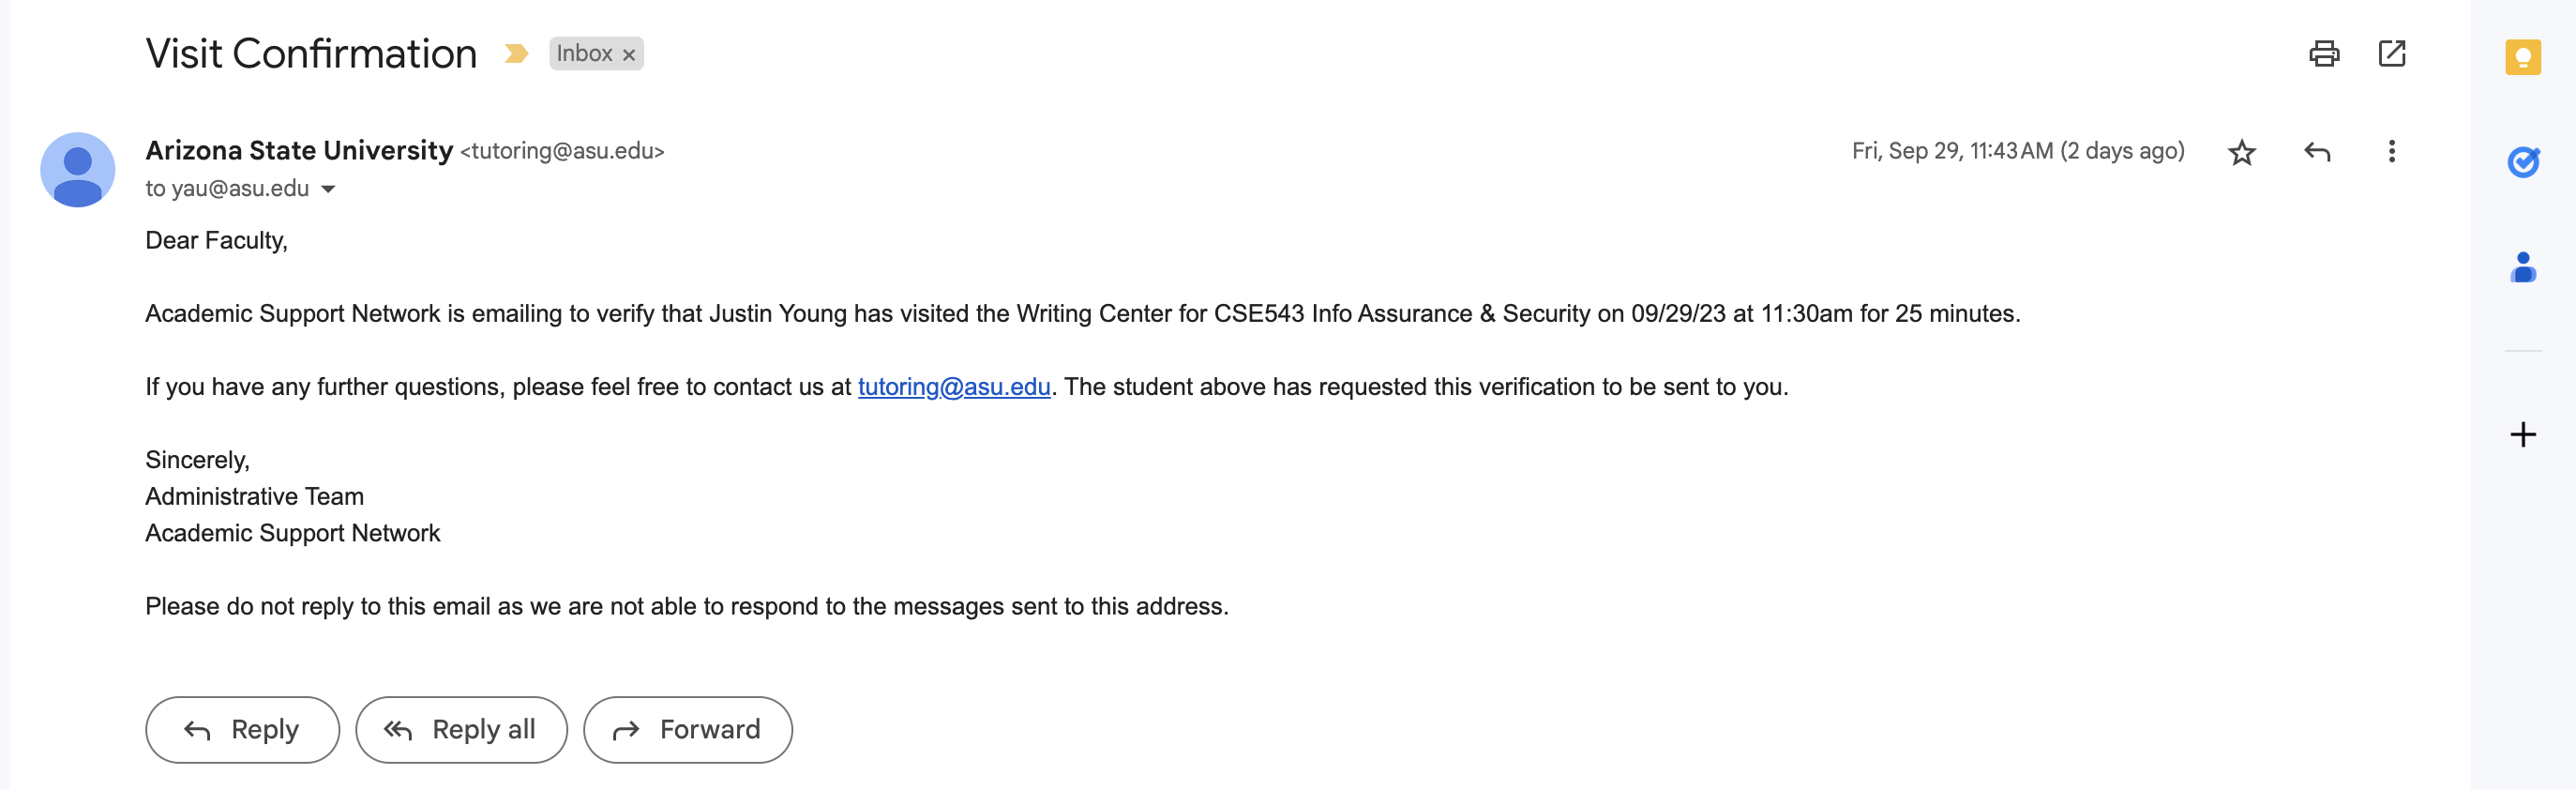 Visit Confirmation Inbox ×
Arizona State University <tutoring@asu.edu> Fri, Sep 29, 11:43 AM (2 days ago)
to yau@asu.edu
Dear Faculty,
Academic Support Network is emailing to verify that Justin Young has visited the Writing Center for CSE543 Info Assurance & Security on 09/29/23 at 11:30am for 25 minutes.
If you have any further questions, please feel free to contact us at tutoring@asu.edu. The student above has requested this verification to be sent to you.
Sincerely,
Administrative Team
Academic Support Network
Please do not reply to this email as we are not able to respond to the messages sent to this address.
Reply Reply all Forward